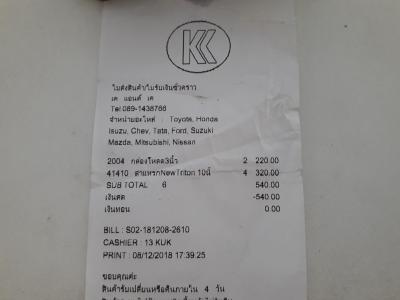 KK
ใบส่งสินค้า/ใบรับเงินชั่วคราว
เค แอนด์ เค
Tel.089-1438766
จำหน่ายอะไหล่ : Toyota, Honda
Isuzu, Chev, Tata, Ford, Suzuki
Mazda, Mitsubishi, Nissan
2004 กล่องโหลด3นิ้ว 2 220.00
41410 สาแหรกNewTriton 10นิ้ 4 320.00
SUB TOTAL 6 540.00
เงินสด -540.00
เงินทอน 0.00
BILL : S02-181208-2610
CASHIER : 13 KUK
PRINT : 08/12/2018 17:39:25
ขอบคุณค่ะ
สินค้ารับเปลี่ยนหรือคืนภายใน 4 วัน